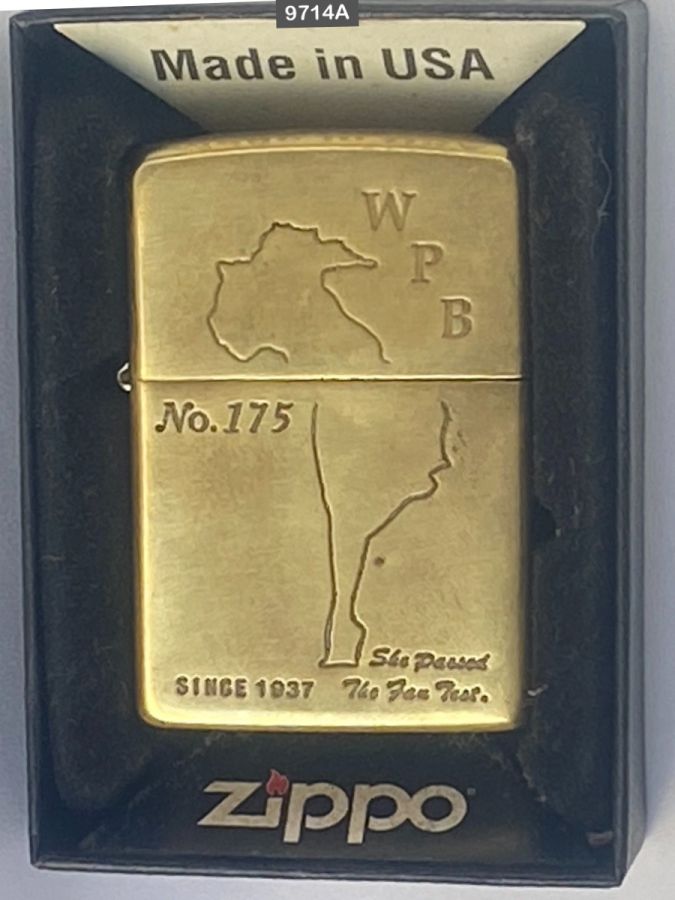 9714A
Made in USA
W
P
B
No.175
She Passed
SINCE 1937 The Fan Test.
zippo